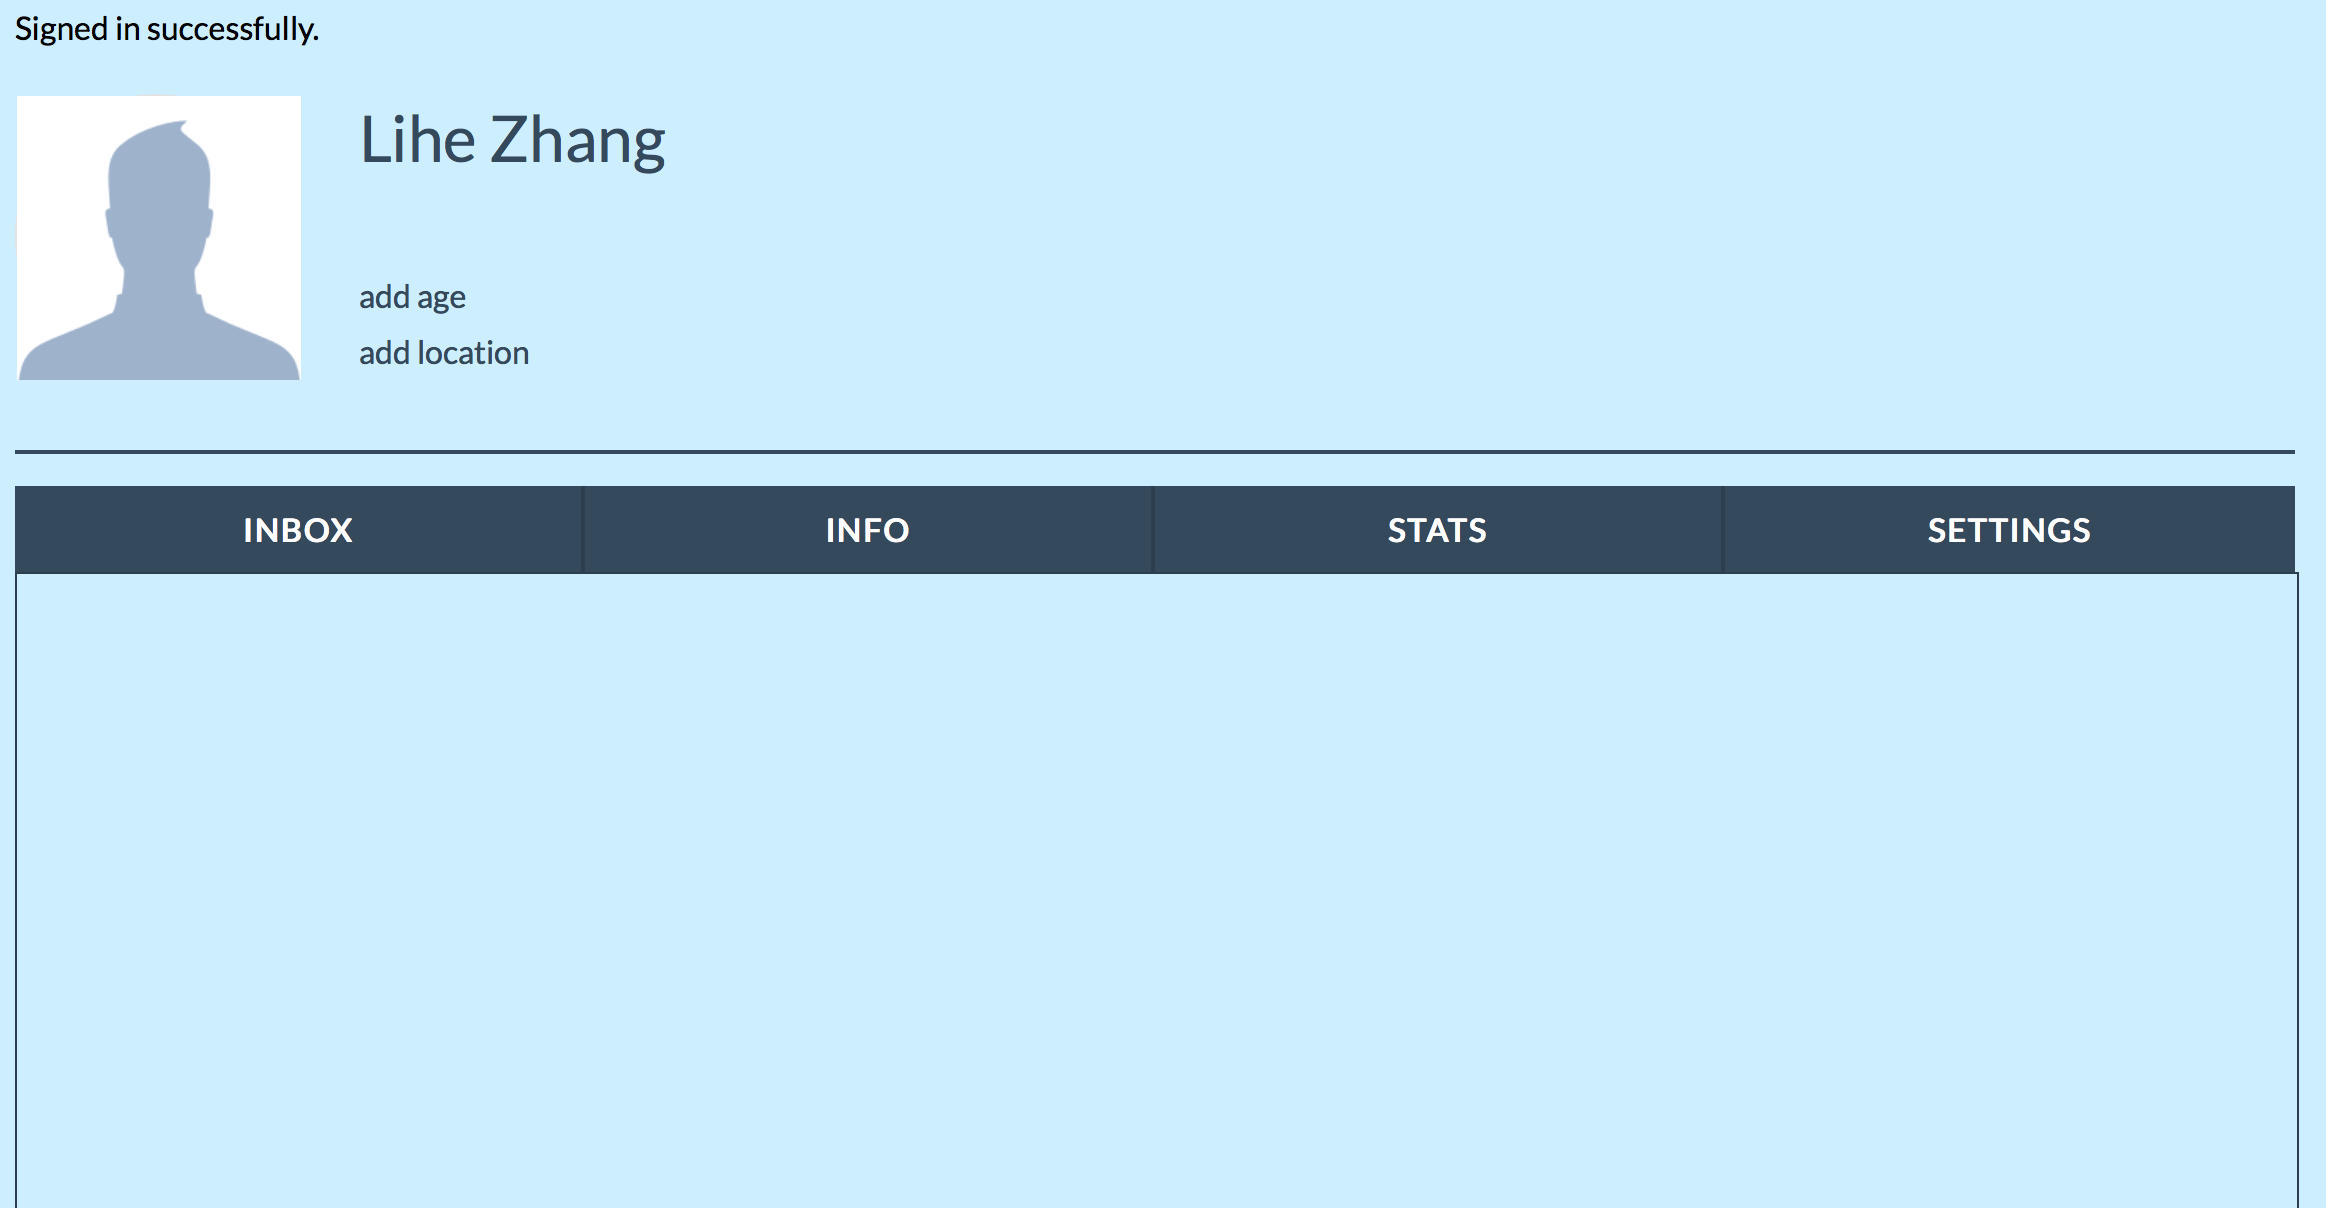 Signed in successfully.
Lihe Zhang
add age
add location
INBOX INFO STATS SETTINGS